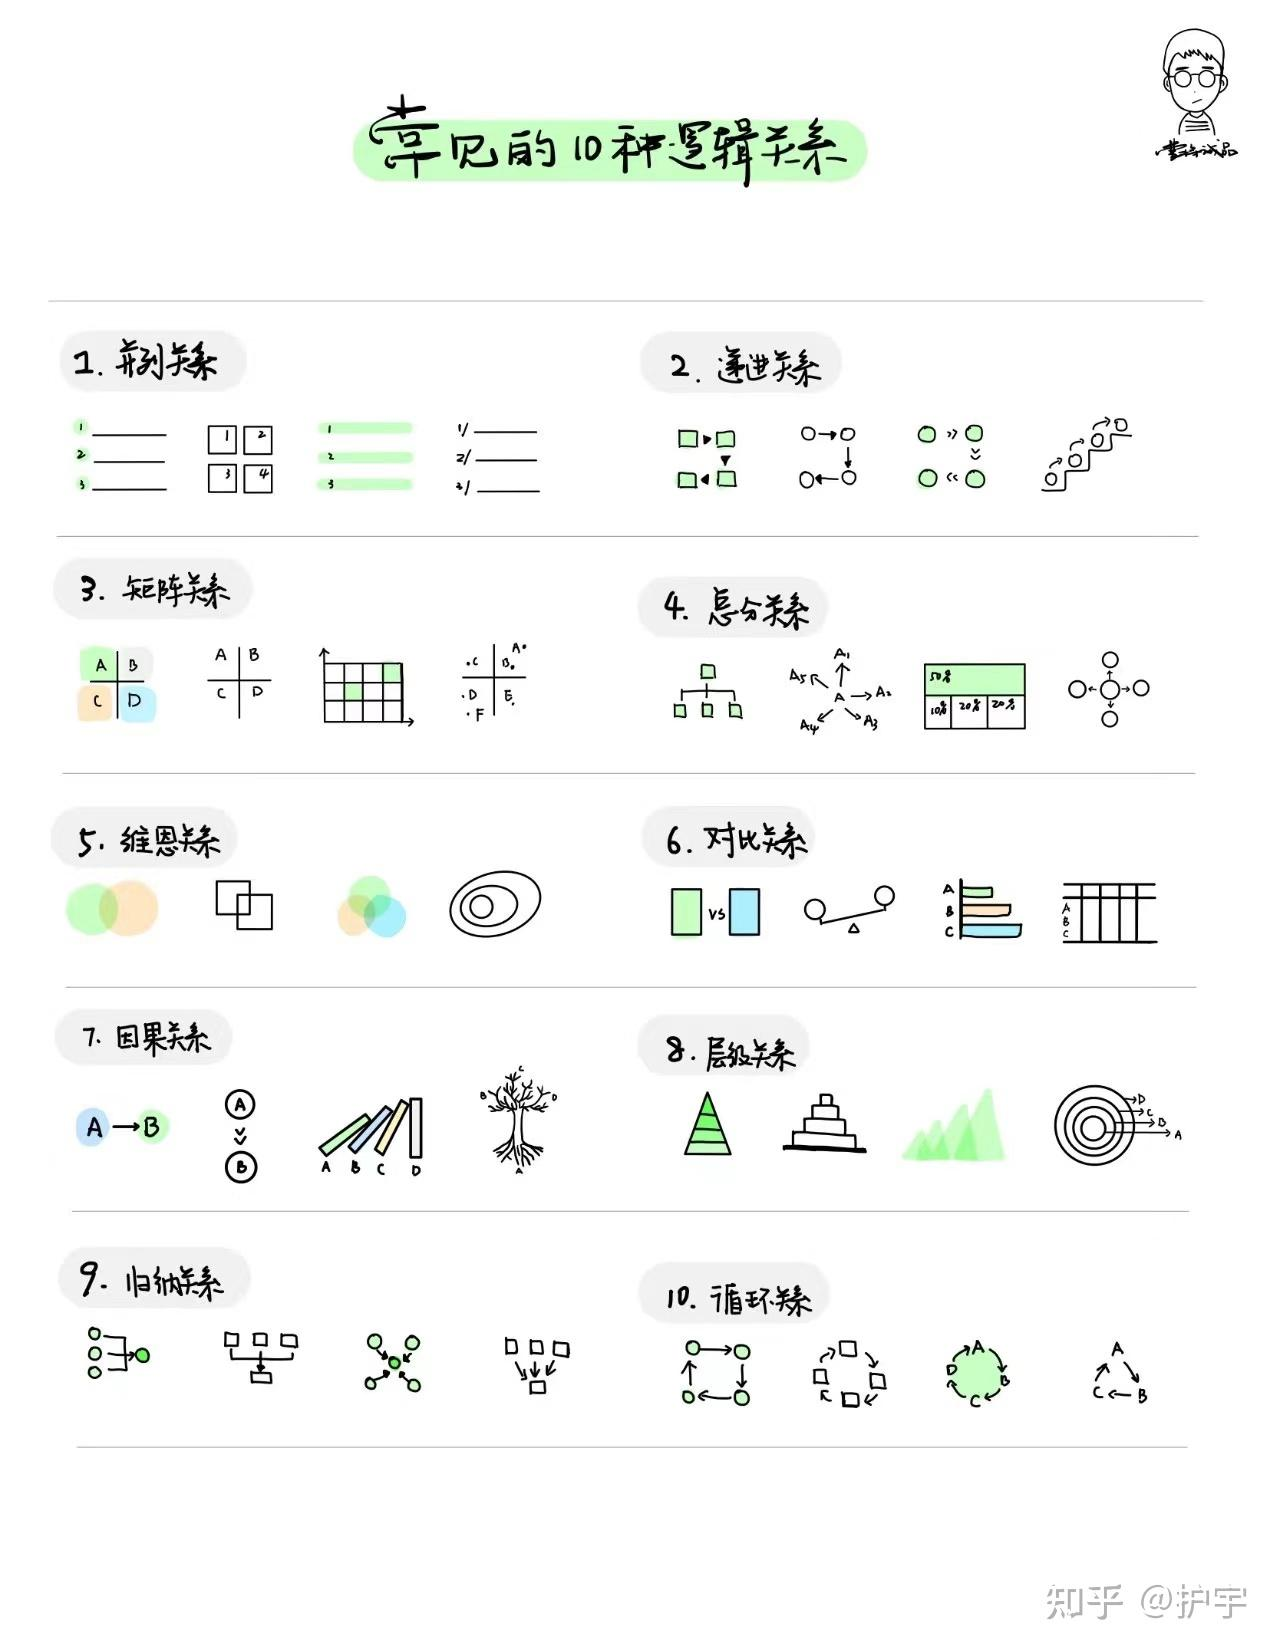 常见的10种逻辑关系
1. 并列关系
1
2
3
1 2
3 4
1
2
3
1/
2/
3/
2. 递进关系
3. 矩阵关系
A B
C D
A B
C D
A
C B
D E
F
4. 总分关系
A1
A5 A A2
A4 A3
50%
10% 20% 20%
5. 维恩关系
6. 对比关系
VS
A
B
C
A
B
C
7. 因果关系
A B
A
B
A B C D
C
B D
A
8. 层级关系
D
C
B
A
9. 归纳关系
10. 循环关系
A
D B
C
A
C B
知乎 @护宇